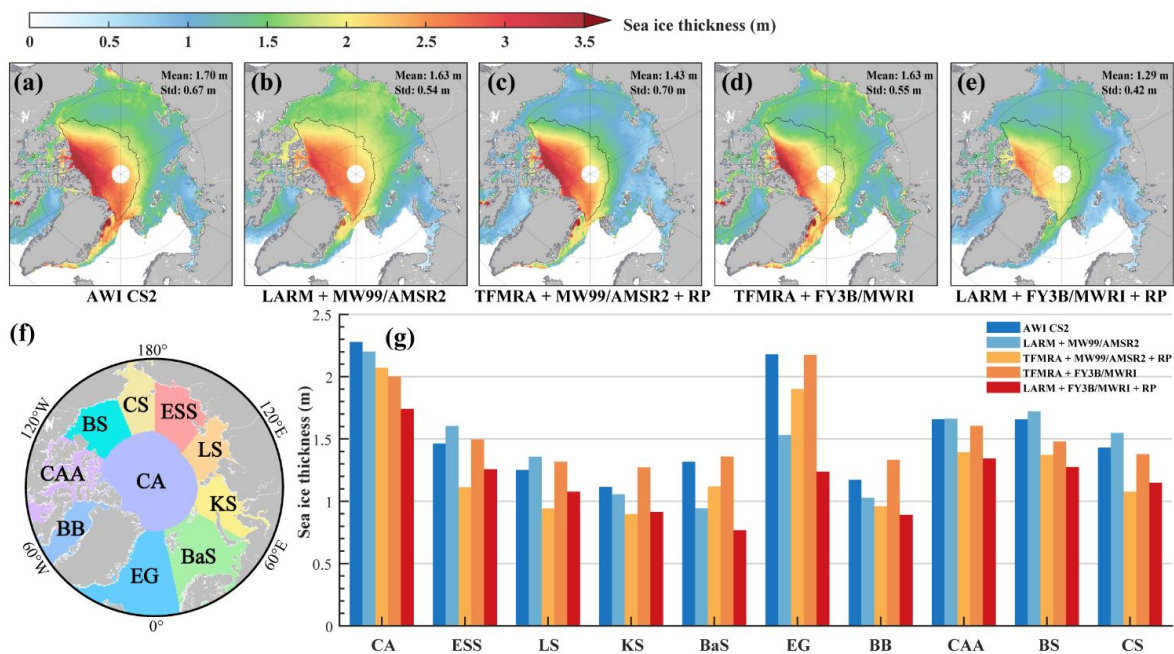 Sea ice thickness (m)
0 0.5 1 1.5 2 2.5 3 3.5
(a) Mean: 1.70 m
Std: 0.67 m
(b) Mean: 1.63 m
Std: 0.54 m
(c) Mean: 1.43 m
Std: 0.70 m
(d) Mean: 1.63 m
Std: 0.55 m
(e) Mean: 1.29 m
Std: 0.42 m
AWI CS2
LARM + MW99/AMSR2
TFMRA + MW99/AMSR2 + RP
TFMRA + FY3B/MWRI
LARM + FY3B/MWRI + RP
(f)
180°
120°W
120°E
60°W
60°E
0°
CS
ESS
BS
LS
CAA
CA
KS
BB
BaS
EG
(g)
AWI CS2
LARM + MW99/AMSR2
TFMRA + MW99/AMSR2 + RP
TFMRA + FY3B/MWRI
LARM + FY3B/MWRI + RP
Sea ice thickness (m)
2.5
2
1.5
1
0.5
0
CA ESS LS KS BaS EG BB CAA BS CS